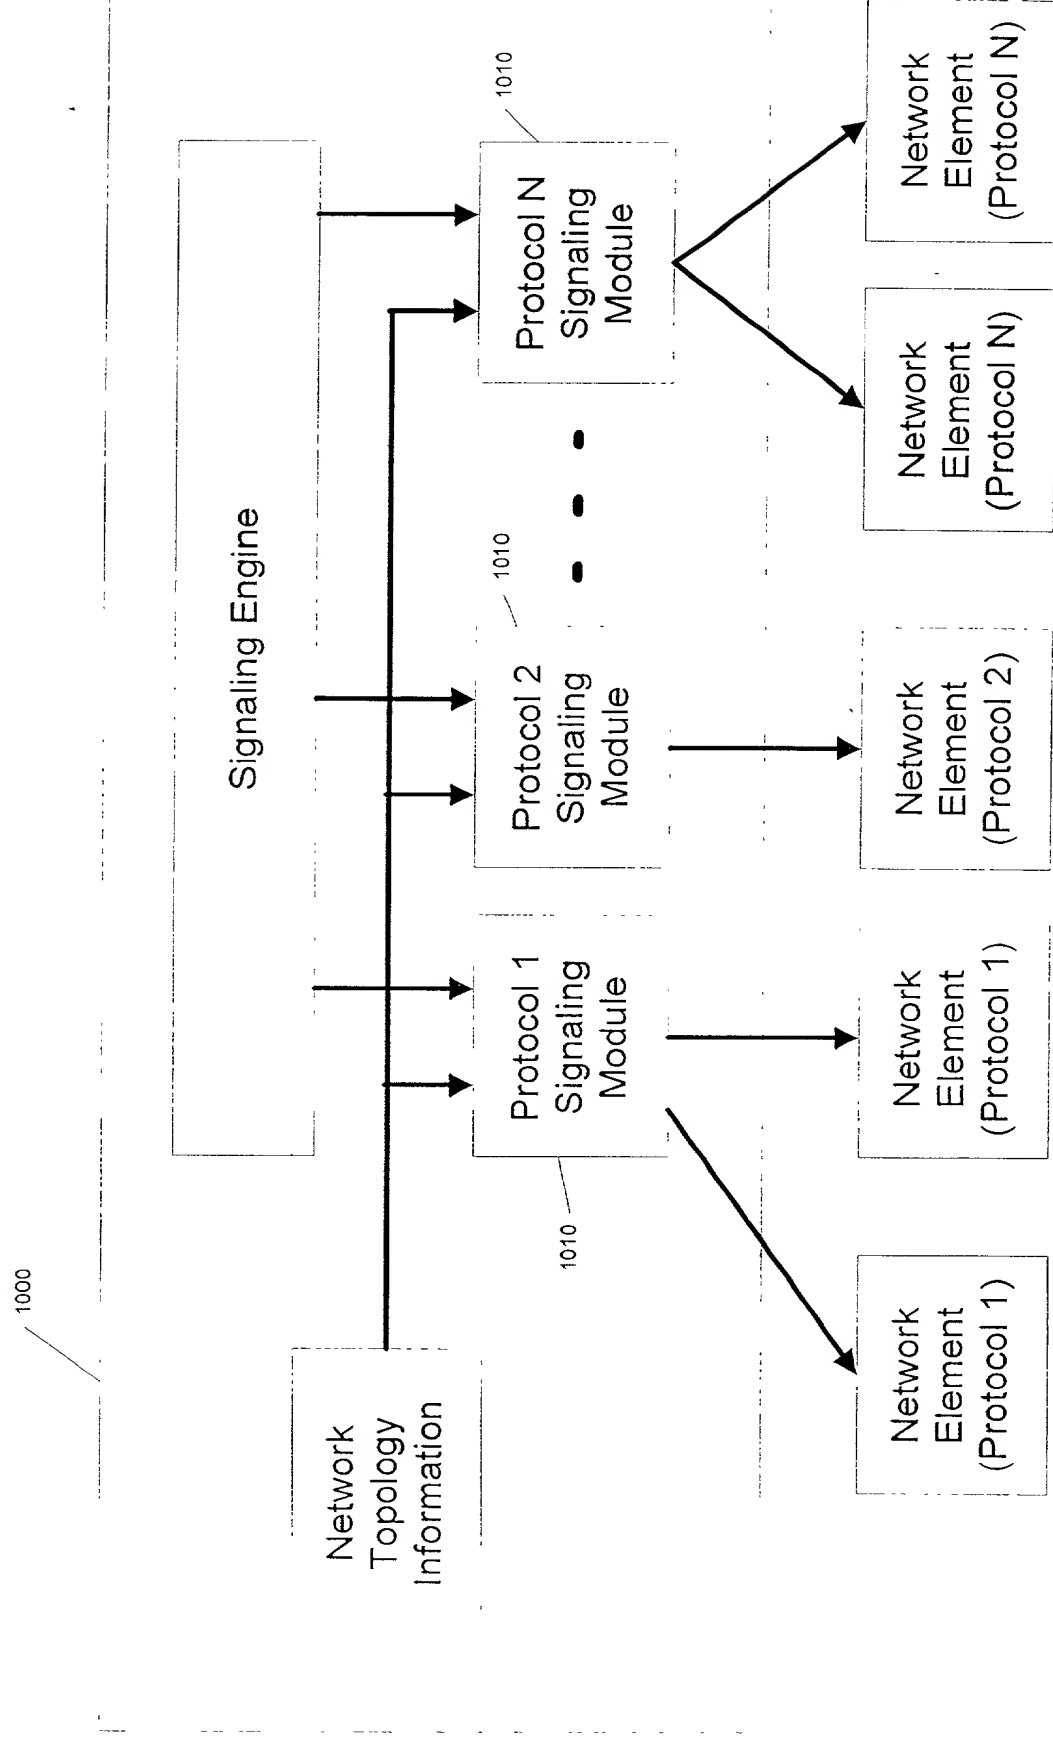 1000
Signaling Engine
Network
Topology
Information
1010
Protocol 1
Signaling
Module
1010
Protocol 2
Signaling
Module
1010
Protocol N
Signaling
Module
Network
Element
(Protocol 1)
Network
Element
(Protocol 1)
Network
Element
(Protocol 2)
Network
Element
(Protocol N)
Network
Element
(Protocol N)